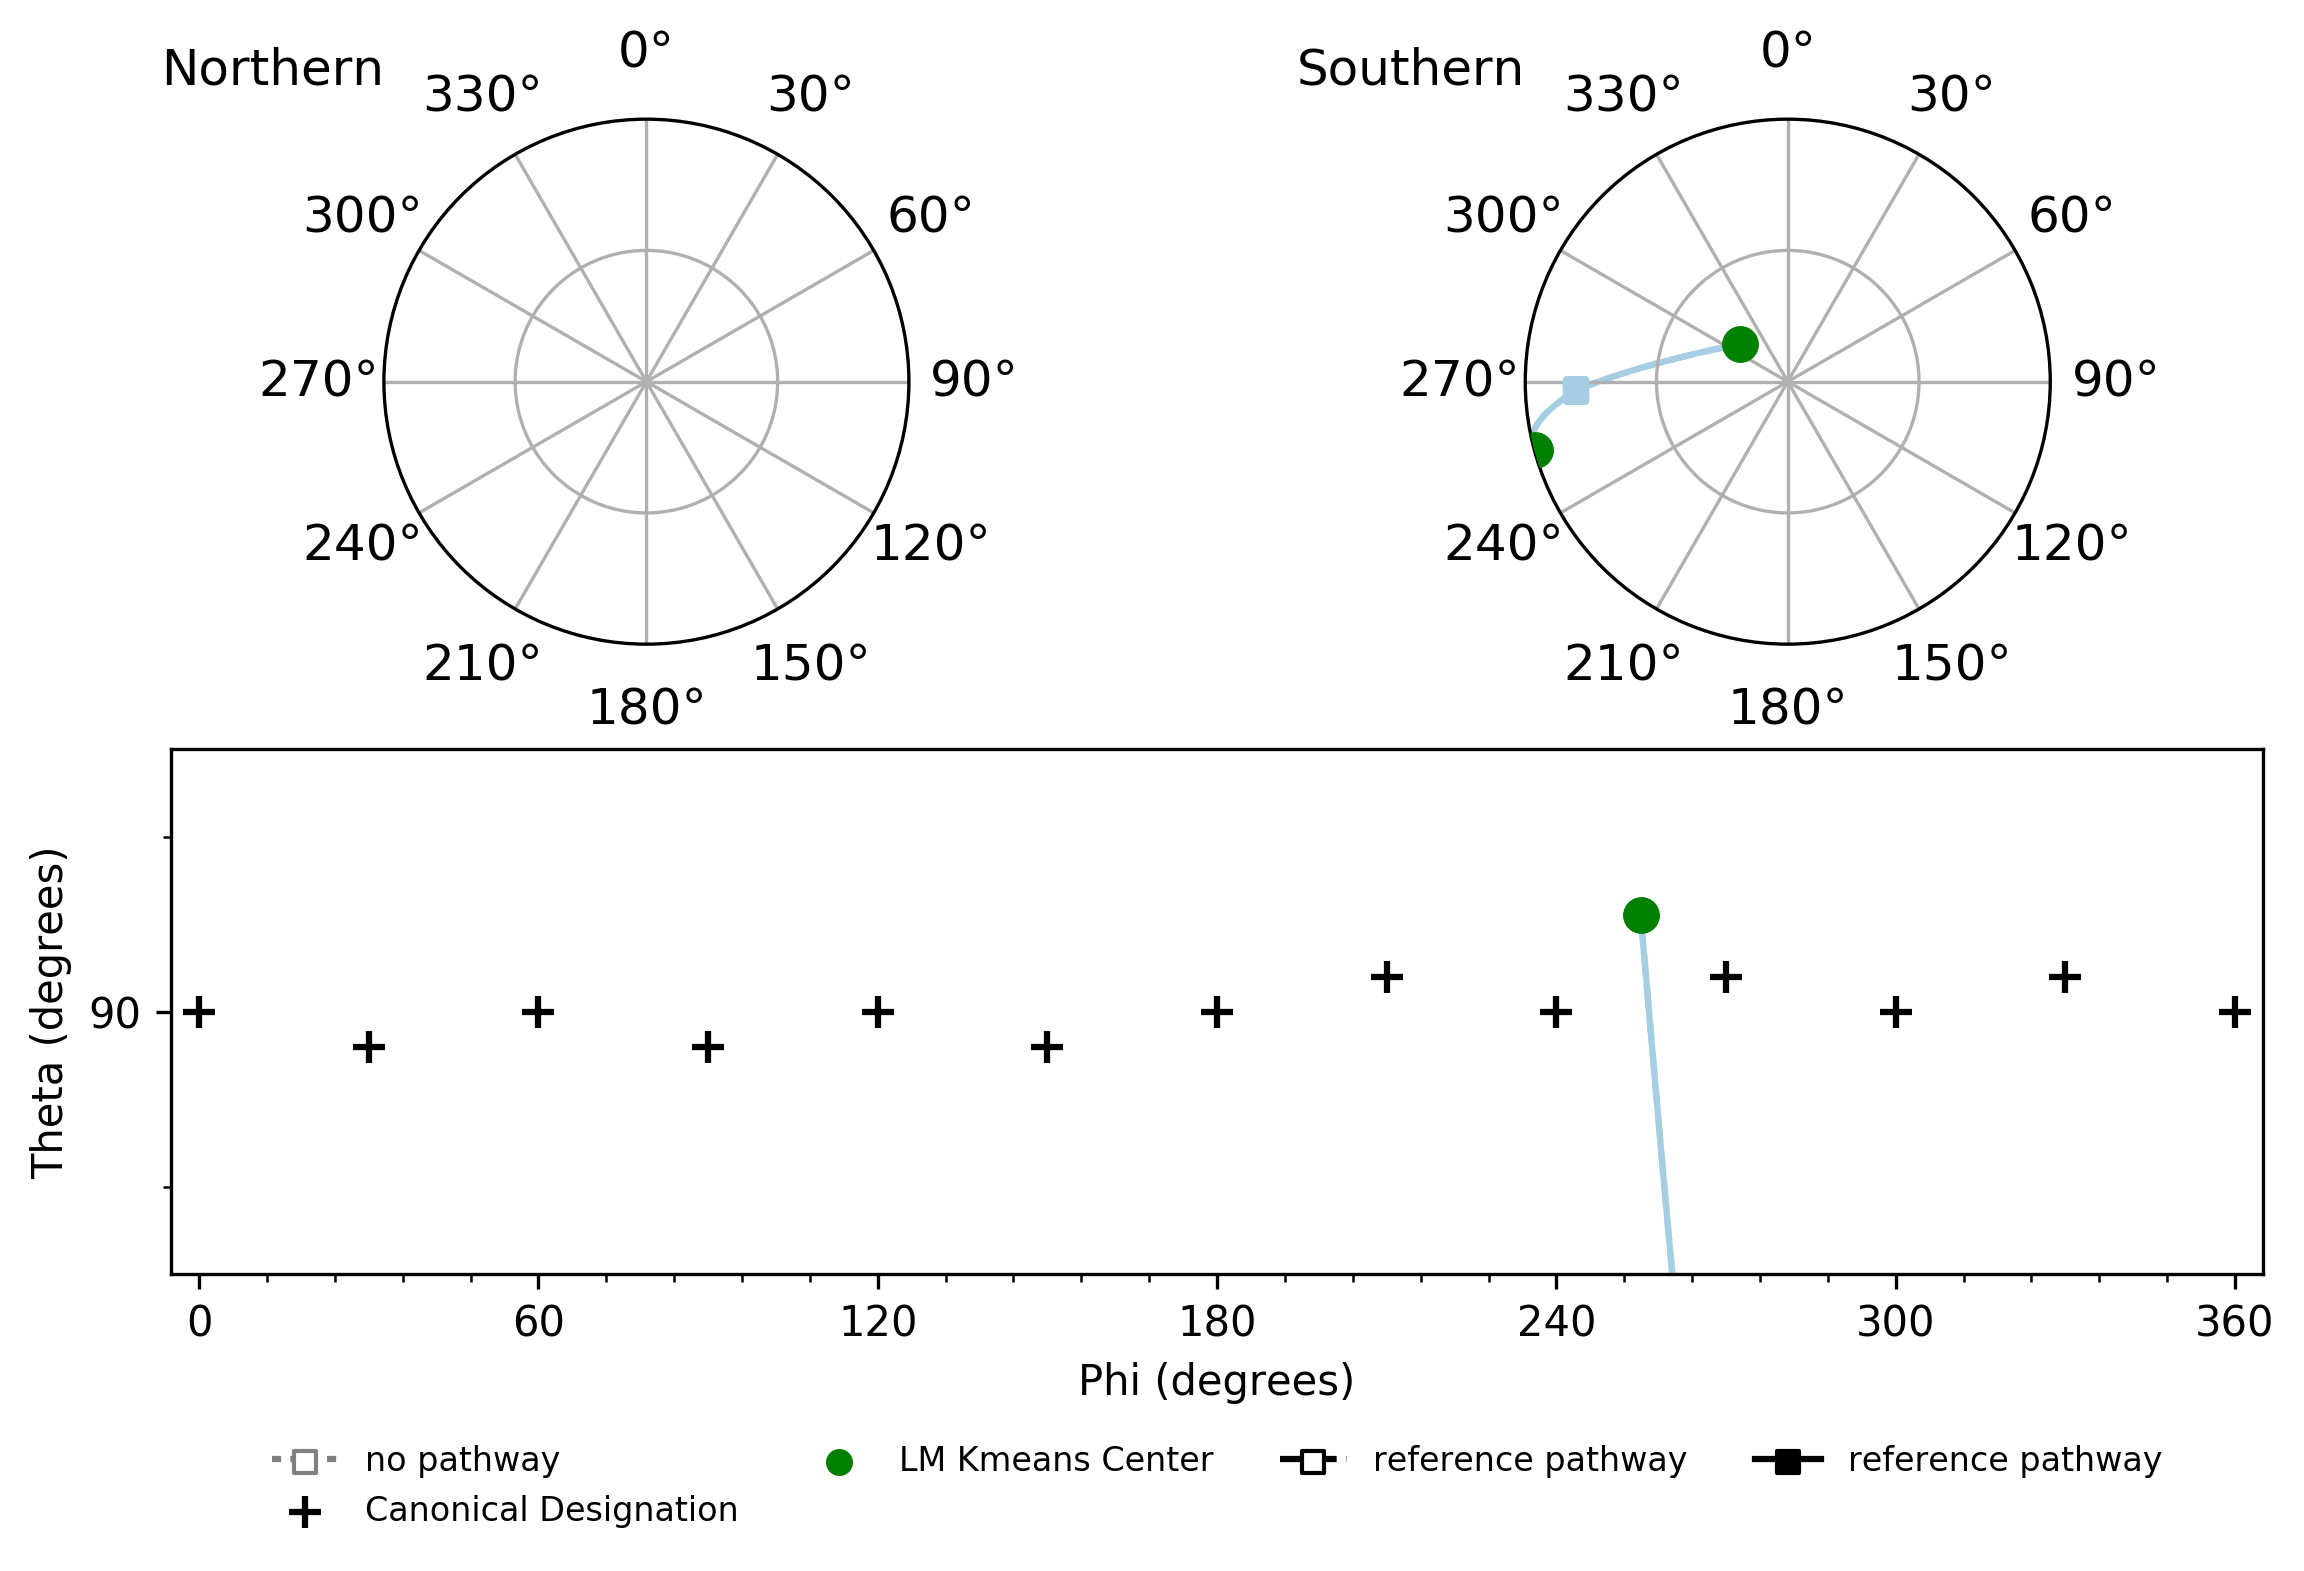 Northern
0°
330°
30°
300°
60°
270°
90°
240°
120°
210°
150°
180°
Southern
0°
330°
30°
300°
60°
270°
90°
240°
120°
210°
150°
180°
Theta (degrees)
90
0 60 120 180 240 300 360
Phi (degrees)
no pathway
Canonical Designation
LM Kmeans Center
reference pathway
reference pathway